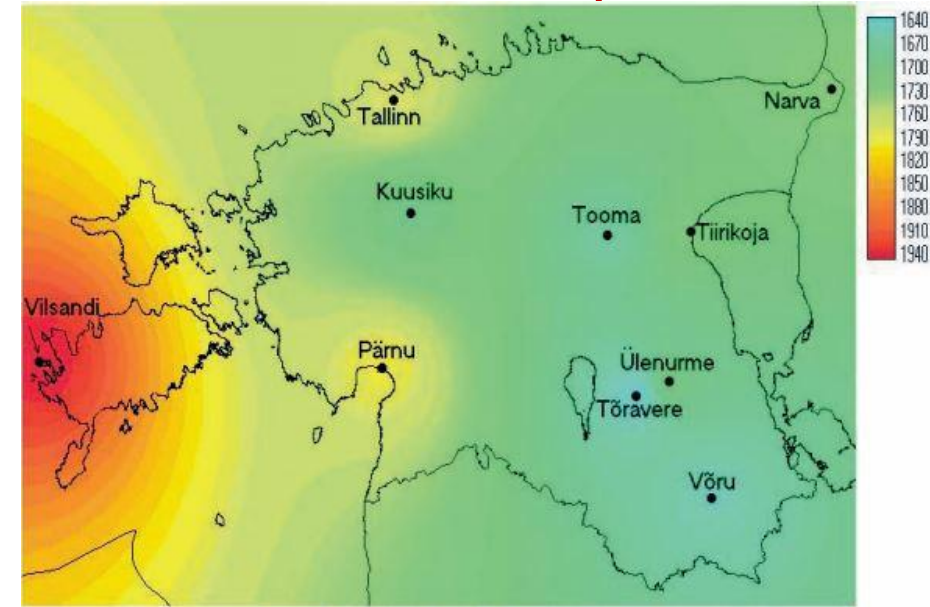 Tallinn
Narva
Kuusiku
Tooma
Tiirikoja
Vilsandi
Pärnu
Ülenurme
Tõravere
Võru
1640
1670
1700
1730
1760
1790
1820
1850
1880
1910
1940